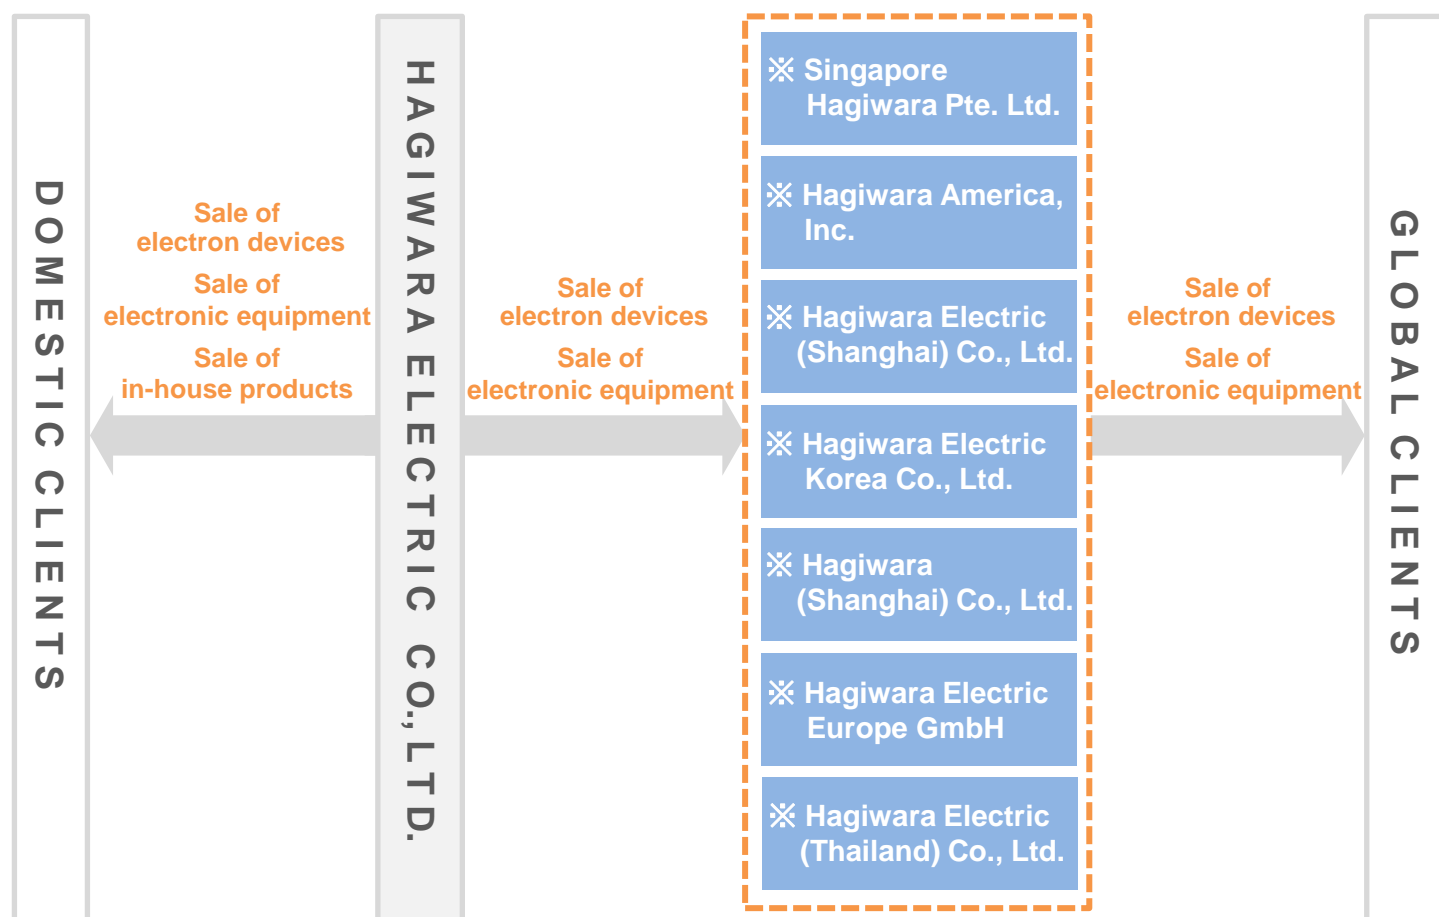 DOMESTIC CLIENTS
Sale of
electron devices
Sale of
electronic equipment
Sale of
in-house products
HAGIWARA ELECTRIC CO.,LTD.
Sale of
electron devices
Sale of
electronic equipment
※ Singapore
Hagiwara Pte. Ltd.
※ Hagiwara America,
Inc.
※ Hagiwara Electric
(Shanghai) Co., Ltd.
※ Hagiwara Electric
Korea Co., Ltd.
※ Hagiwara
(Shanghai) Co., Ltd.
※ Hagiwara Electric
Europe GmbH
※ Hagiwara Electric
(Thailand) Co., Ltd.
Sale of
electron devices
Sale of
electronic equipment
GLOBAL CLIENTS